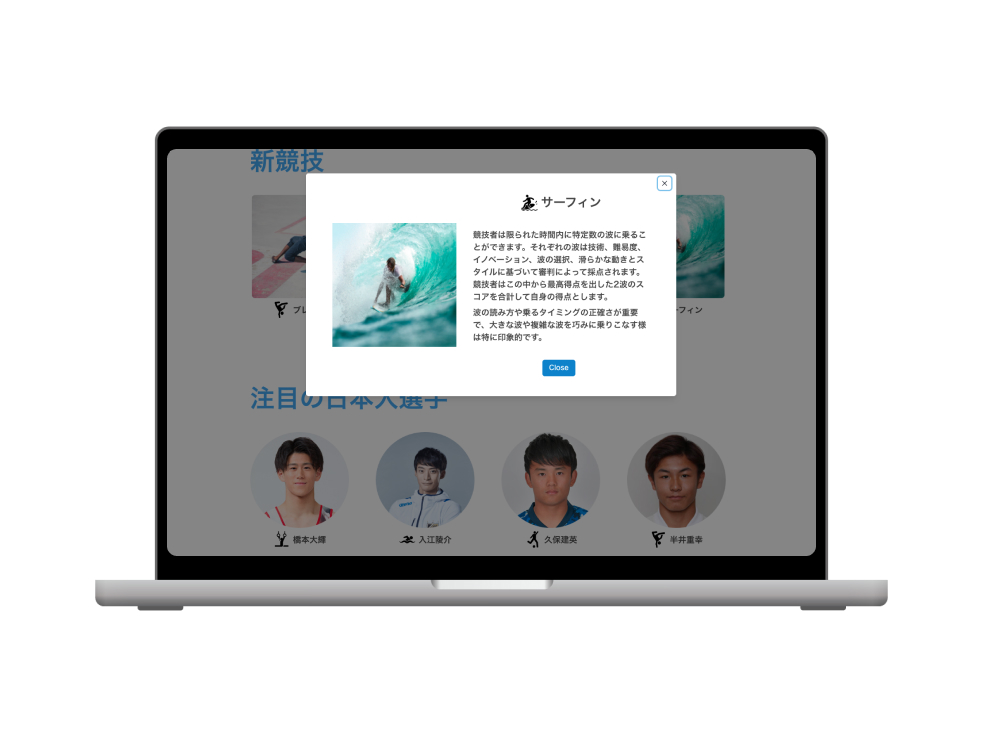 新競技
サーフィン
競技者は限られた時間内に特定数の波に乗るこ
とができます。それぞれの波は技術、難易度、
イノベーション、波の選択、滑らかな動きとス
タイルに基づいて審判によって採点されます。
競技者はこの中から最高得点を出した2波のス
コアを合計して自身の得点とします。
波の読み方や乗るタイミングの正確さが重要
で、大きな波や複雑な波を巧みに乗りこなす様
は特に印象的です。
Close
ブレ
ーフィン
注目の日本人選手
橋本大輝
入江陵介
久保建英
半井重幸